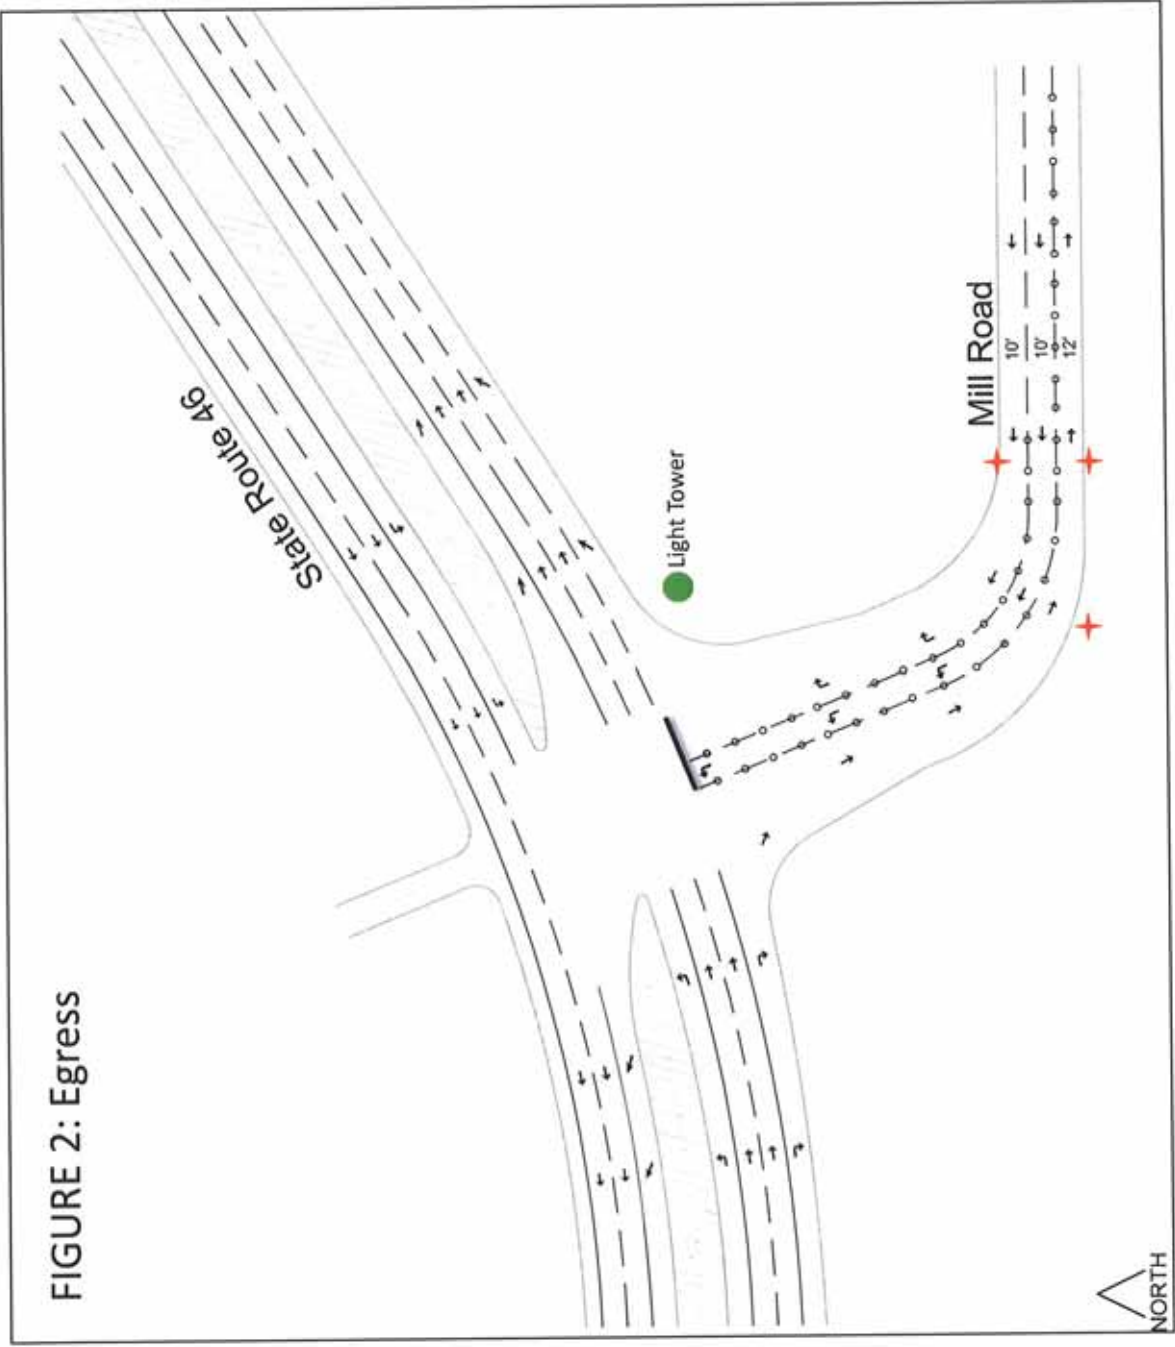 FIGURE 2: Egress
State Route 46
Light Tower
Mill Road
10'
10'
12'
NORTH